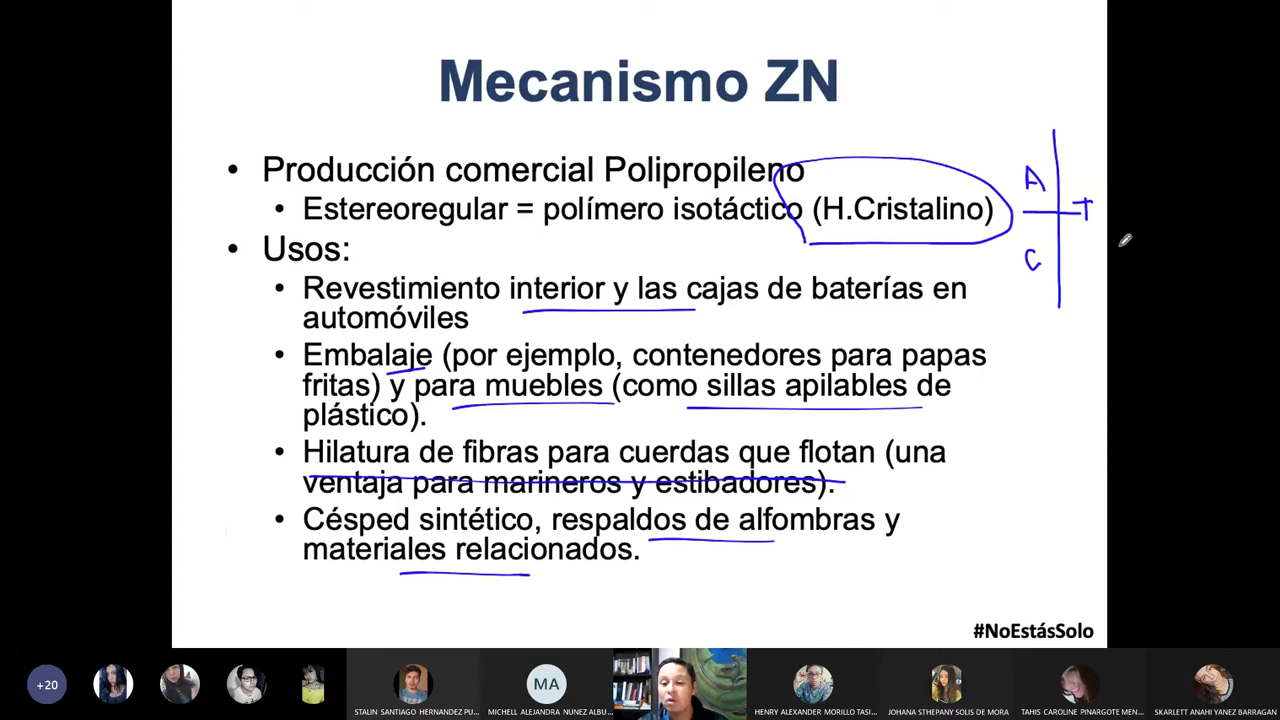 Mecanismo ZN
• Producción comercial Polipropileno
• Estereoregular = polímero isotáctico (H.Cristalino)
A
T
C
• Usos:
• Revestimiento interior y las cajas de baterías en
automóviles
• Embalaje (por ejemplo, contenedores para papas
fritas) y para muebles (como sillas apilables de
plástico).
• Hilatura de fibras para cuerdas que flotan (una
ventaja para marineros y estibadores).
• Césped sintético, respaldos de alfombras y
materiales relacionados.
#NoEstásSolo
+20
MA
STALIN SANTIAGO HERNANDEZ PU...
MICHELL ALEJANDRA NUNEZ ALBU...
HENRY ALEXANDER MORILLO TASI...
JOHANA STHEPANY SOLIS DE MORA
TAHIS CAROLINE PINARGOTE MEN...
SKARLETT ANAHI YANEZ BARRAGAN